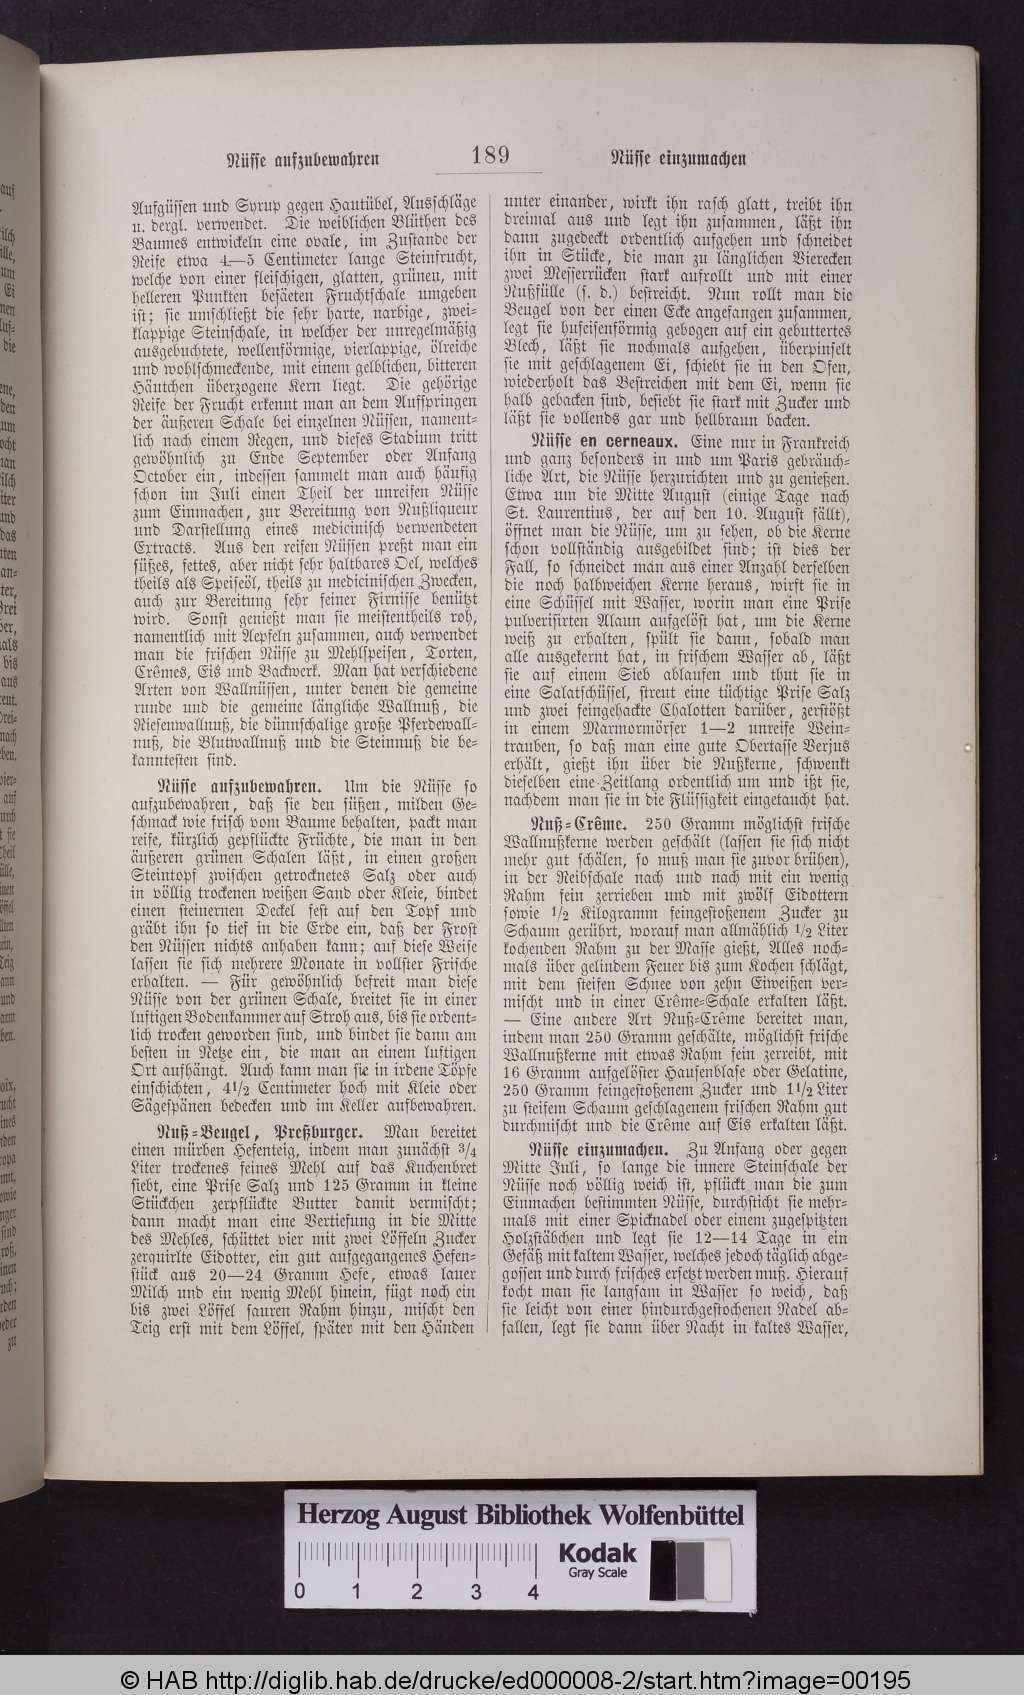 Nüsse aufzubewahren 189 Nüsse einzumachen
Aufgüssen und Syrup gegen Hautübel, Ausschläge
u. dergl. verwendet. Die weiblichen Blüthen des
Baumes entwickeln eine ovale, im Zustande der
Reife etwa 4—5 Centimeter lange Steinfrucht,
welche von einer fleischigen, glatten, grünen, mit
helleren Punkten besäeten Fruchtschale umgeben
ist; sie umschließt die sehr harte, narbige, zwei-
klappige Steinschale, in welcher der unregelmäßig
ausgebuchtete, wellenförmige, vierlappige, ölreiche
und wohlschmeckende, mit einem gelblichen, bitteren
Häutchen überzogene Kern liegt. Die gehörige
Reife der Frucht erkennt man an dem Aufspringen
der äußeren Schale bei einzelnen Nüssen, nament-
lich nach einem Regen, und dieses Stadium tritt
gewöhnlich zu Ende September oder Anfang
October ein, indessen sammelt man auch häufig
schon im Juli einen Theil der unreifen Nüsse
zum Einmachen, zur Bereitung von Nußliqueur
und Darstellung eines medicinisch verwendeten
Extracts. Aus den reifen Nüssen preßt man ein
süßes, fettes, aber nicht sehr haltbares Oel, welches
theils als Speiseöl, theils zu medicinischen Zwecken,
auch zur Bereitung sehr feiner Firnisse benützt
wird. Sonst genießt man sie meistentheils roh,
namentlich mit Aepfeln zusammen, auch verwendet
man die frischen Nüsse zu Mehlspeisen, Torten,
Crêmes, Eis und Backwerk. Man hat verschiedene
Arten von Wallnüssen, unter denen die gemeine
runde und die gemeine längliche Wallnuß, die
Riesenwallnuß, die dünnschalige große Pferdewall-
nuß, die Blutwallnuß und die Steinnuß die be-
kanntesten sind.
Nüsse aufzubewahren. Um die Nüsse so
aufzubewahren, daß sie den süßen, milden Ge-
schmack wie frisch vom Baume behalten, packt man
reife, kürzlich gepflückte Früchte, die man in den
äußeren grünen Schalen läßt, in einen großen
Steintopf zwischen getrocknetes Salz oder auch
in völlig trockenen weißen Sand oder Kleie, bindet
einen steinernen Deckel fest auf den Topf und
gräbt ihn so tief in die Erde ein, daß der Frost
den Nüssen nichts anhaben kann; auf diese Weise
lassen sie sich mehrere Monate in vollster Frische
erhalten. — Für gewöhnlich befreit man diese
Nüsse von der grünen Schale, breitet sie in einer
luftigen Bodenkammer auf Stroh aus, bis sie ordent-
lich trocken geworden sind, und bindet sie dann am
besten in Netze ein, die man an einem luftigen
Ort aufhängt. Auch kann man sie in irdene Töpfe
einschichten, 4½ Centimeter hoch mit Kleie oder
Sägespänen bedecken und im Keller aufbewahren.
Nuß-Beugel, Preßburger. Man bereitet
einen mürben Hefenteig, indem man zunächst ¾
Liter trockenes feines Mehl auf das Kuchenbret
siebt, eine Prise Salz und 125 Gramm in kleine
Stückchen zerpflückte Butter damit vermischt;
dann macht man eine Vertiefung in die Mitte
des Mehles, schüttet vier mit zwei Löffeln Zucker
zerquirlte Eidotter, ein gut aufgegangenes Hefen-
stück aus 20—24 Gramm Hefe, etwas lauer
Milch und ein wenig Mehl hinein, fügt noch ein
bis zwei Löffel sauren Rahm hinzu, mischt den
Teig erst mit dem Löffel, später mit den Händen
unter einander, wirkt ihn rasch glatt, treibt ihn
dreimal aus und legt ihn zusammen, läßt ihn
dann zugedeckt ordentlich aufgehen und schneidet
ihn in Stücke, die man zu länglichen Vierecken
zwei Messerrücken stark aufrollt und mit einer
Nußfülle (s. d.) bestreicht. Nun rollt man die
Beugel von der einen Ecke angefangen zusammen,
legt sie hufeisenförmig gebogen auf ein gebuttertes
Blech, läßt sie nochmals aufgehen, überpinselt
sie mit geschlagenem Ei, schiebt sie in den Ofen,
wiederholt das Bestreichen mit dem Ei, wenn sie
halb gebacken sind, besiebt sie stark mit Zucker und
läßt sie vollends gar und hellbraun backen.
Nüsse en cerneaux. Eine nur in Frankreich
und ganz besonders in und um Paris gebräuch-
liche Art, die Nüsse herzurichten und zu genießen.
Etwa um die Mitte August (einige Tage nach
St. Laurentius, der auf den 10. August fällt),
öffnet man die Nüsse, um zu sehen, ob die Kerne
schon vollständig ausgebildet sind; ist dies der
Fall, so schneidet man aus einer Anzahl derselben
die noch halbweichen Kerne heraus, wirft sie in
eine Schüssel mit Wasser, worin man eine Prise
pulverisirten Alaun aufgelöst hat, um die Kerne
weiß zu erhalten, spült sie dann, sobald man
alle ausgekernt hat, in frischem Wasser ab, läßt
sie auf einem Sieb ablaufen und thut sie in
eine Salatschüssel, streut eine tüchtige Prise Salz
und zwei feingehackte Chalotten darüber, zerstößt
in einem Marmormörser 1—2 unreife Wein-
trauben, so daß man eine gute Obertasse Verjus
erhält, gießt ihn über die Nußkerne, schwenkt
dieselben eine Zeitlang ordentlich um und ißt sie,
nachdem man sie in die Flüssigkeit eingetaucht hat.
Nuß-Crême. 250 Gramm möglichst frische
Wallnußkerne werden geschält (lassen sie sich nicht
mehr gut schälen, so muß man sie zuvor brühen),
in der Reibschale nach und nach mit ein wenig
Rahm fein zerrieben und mit zwölf Eidottern
sowie ½ Kilogramm feingestoßenem Zucker zu
Schaum gerührt, worauf man allmählich ½ Liter
kochenden Rahm zu der Masse gießt, Alles noch-
mals über gelindem Feuer bis zum Kochen schlägt,
mit dem steifen Schnee von zehn Eiweißen ver-
mischt und in einer Crême-Schale erkalten läßt.
— Eine andere Art Nuß-Crême bereitet man,
indem man 250 Gramm geschälte, möglichst frische
Wallnußkerne mit etwas Rahm fein zerreibt, mit
16 Gramm aufgelöster Hausenblase oder Gelatine,
250 Gramm feingestoßenem Zucker und 1½ Liter
zu steifem Schaum geschlagenem frischen Rahm gut
durchmischt und die Crême auf Eis erkalten läßt.
Nüsse einzumachen. Zu Anfang oder gegen
Mitte Juli, so lange die innere Steinschale der
Nüsse noch völlig weich ist, pflückt man die zum
Einmachen bestimmten Nüsse, durchsticht sie mehr-
mals mit einer Spicknadel oder einem zugespitzten
Holzstäbchen und legt sie 12—14 Tage in ein
Gefäß mit kaltem Wasser, welches jedoch täglich abge-
gossen und durch frisches ersetzt werden muß. Hierauf
kocht man sie langsam in Wasser so weich, daß
sie leicht von einer hindurchgestochenen Nadel ab-
fallen, legt sie dann über Nacht in kaltes Wasser,
Herzog August Bibliothek Wolfenbüttel
Kodak
Gray Scale
0 1 2 3 4
© HAB http://diglib.hab.de/drucke/ed000008-2/start.htm?image=00195